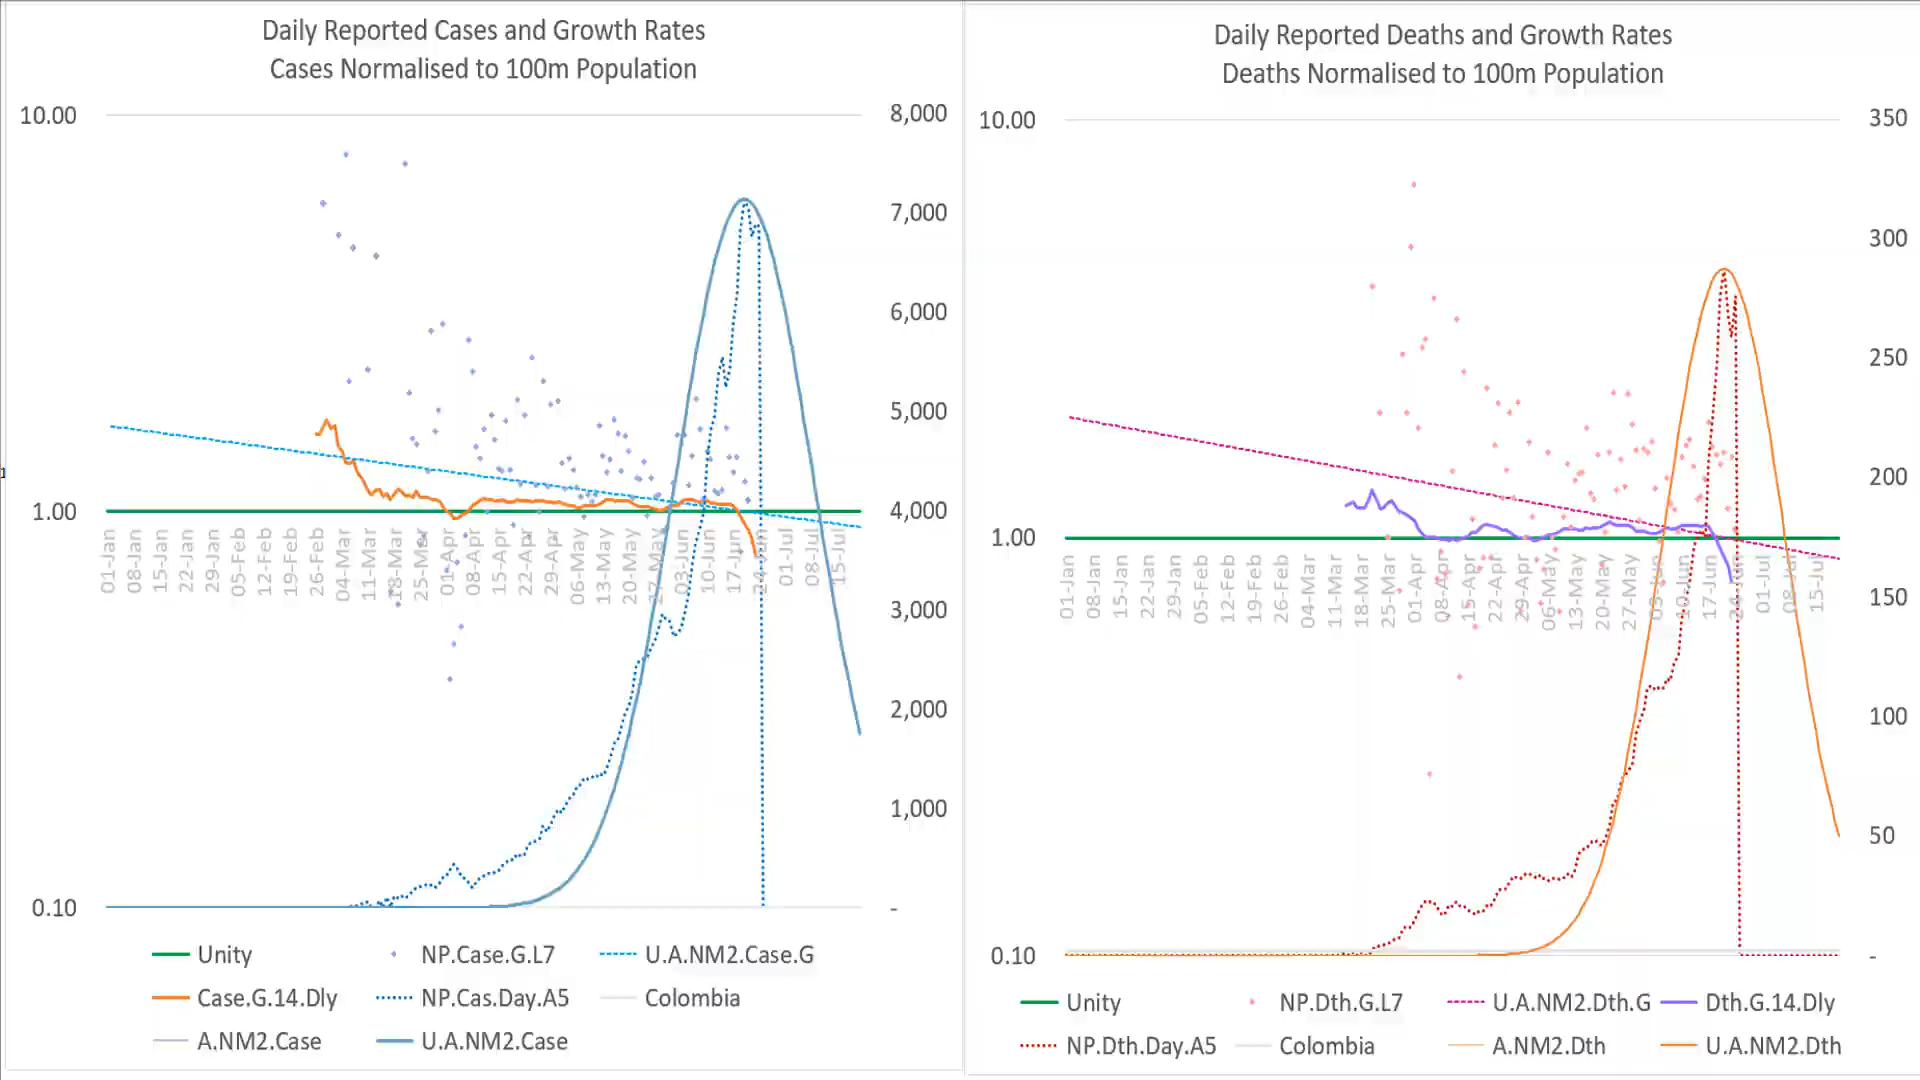 Daily Reported Cases and Growth Rates
Cases Normalised to 100m Population
10.00
1.00
0.10
8,000
7,000
6,000
5,000
4,000
3,000
2,000
1,000
-
01-Jan
08-Jan
15-Jan
22-Jan
29-Jan
05-Feb
12-Feb
19-Feb
26-Feb
04-Mar
11-Mar
18-Mar
25-Mar
01-Apr
08-Apr
15-Apr
22-Apr
29-Apr
06-May
13-May
20-May
27-May
03-Jun
10-Jun
17-Jun
24-Jun
01-Jul
08-Jul
15-Jul
Unity
NP.Case.G.L7
U.A.NM2.Case.G
Case.G.14.Dly
NP.Cas.Day.A5
Colombia
A.NM2.Case
U.A.NM2.Case
Daily Reported Deaths and Growth Rates
Deaths Normalised to 100m Population
10.00
1.00
0.10
350
300
250
200
150
100
50
-
01-Jan
08-Jan
15-Jan
22-Jan
29-Jan
05-Feb
12-Feb
19-Feb
26-Feb
04-Mar
11-Mar
18-Mar
25-Mar
01-Apr
08-Apr
15-Apr
22-Apr
29-Apr
06-May
13-May
20-May
27-May
03-Jun
10-Jun
17-Jun
24-Jun
01-Jul
08-Jul
15-Jul
Unity
NP.Dth.G.L7
U.A.NM2.Dth.G
Dth.G.14.Dly
NP.Dth.Day.A5
Colombia
A.NM2.Dth
U.A.NM2.Dth